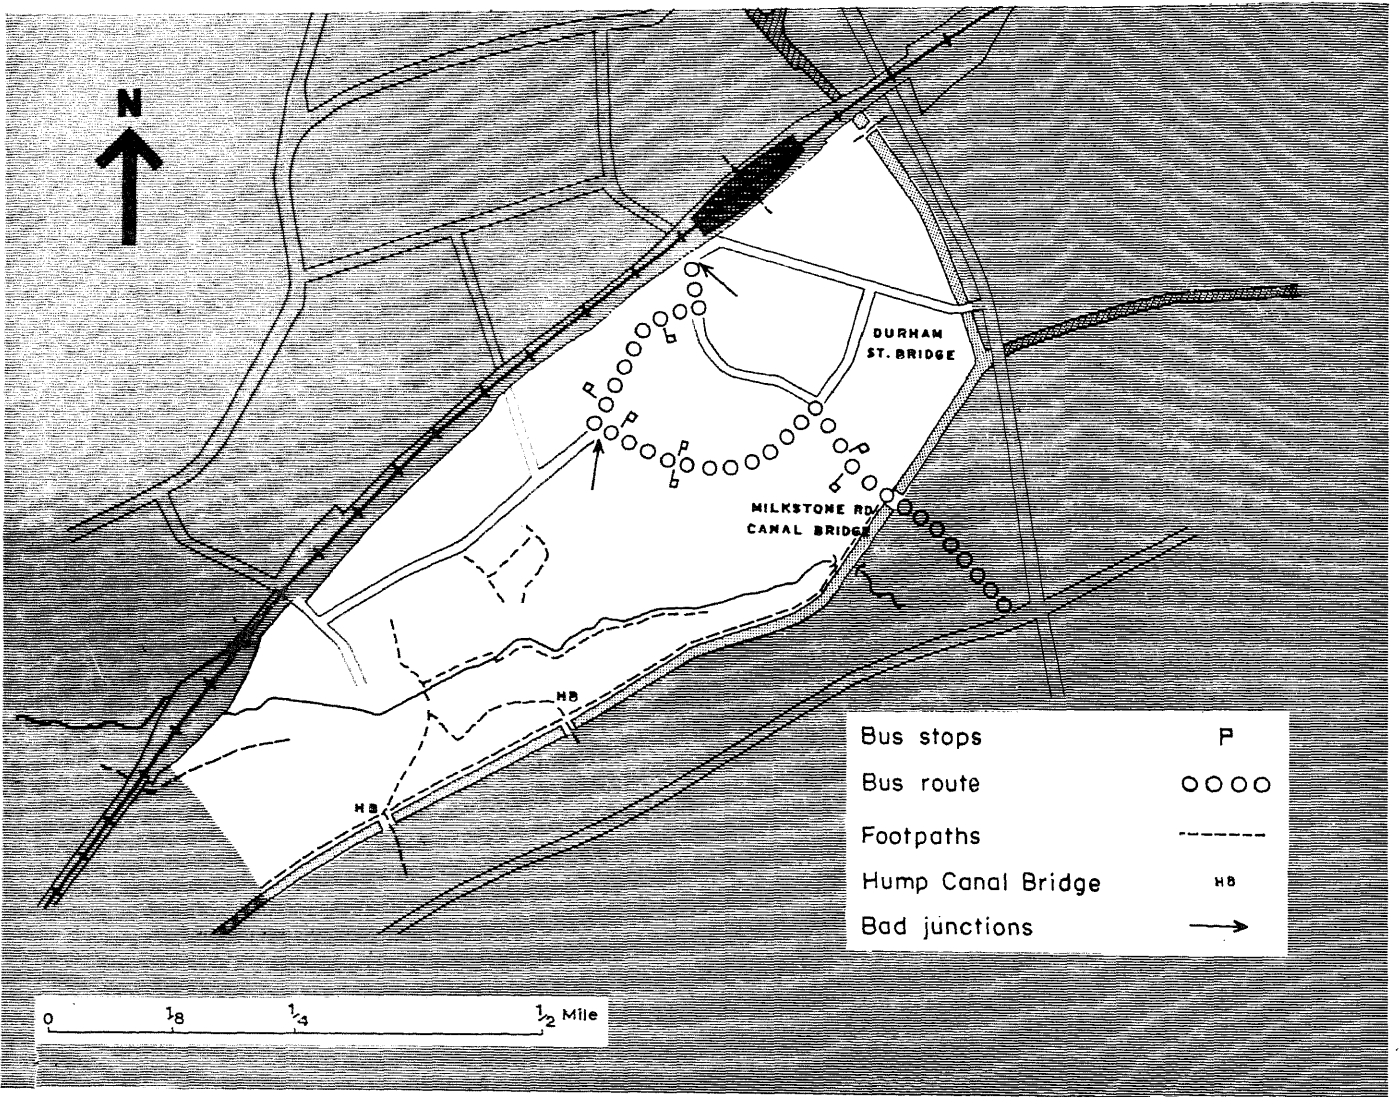 N
DURHAM
ST. BRIDGE
MILKSTONE RD
CANAL BRIDGE
HB
HB
Bus stops P
Bus route
Footpaths
Hump Canal Bridge HB
Bad junctions
0 1/8 1/4 1/2 Mile